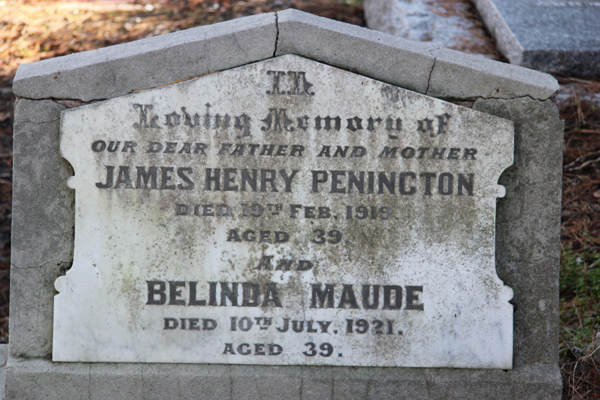 IN
Loving Memory of
OUR DEAR FATHER AND MOTHER
JAMES HENRY PENINGTON
DIED 19TH FEB. 1919.
AGED 39.
AND
BELINDA MAUDE
DIED 10TH JULY, 1921.
AGED 39.